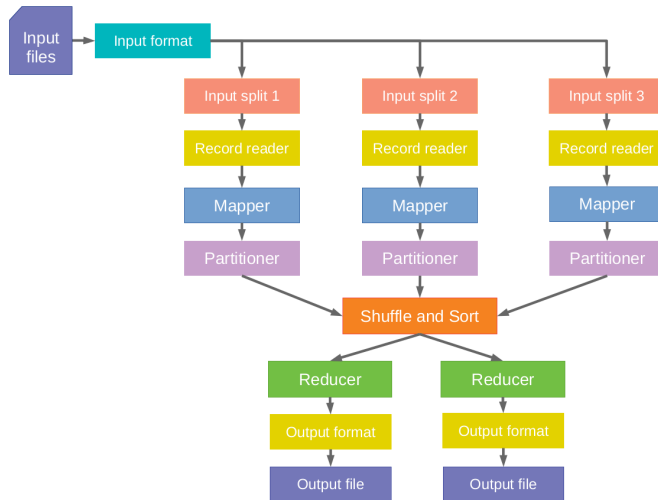 Input
files
Input format
Input split 1
Input split 2
Input split 3
Record reader
Record reader
Record reader
Mapper
Mapper
Mapper
Partitioner
Partitioner
Partitioner
Shuffle and Sort
Reducer
Reducer
Output format
Output format
Output file
Output file